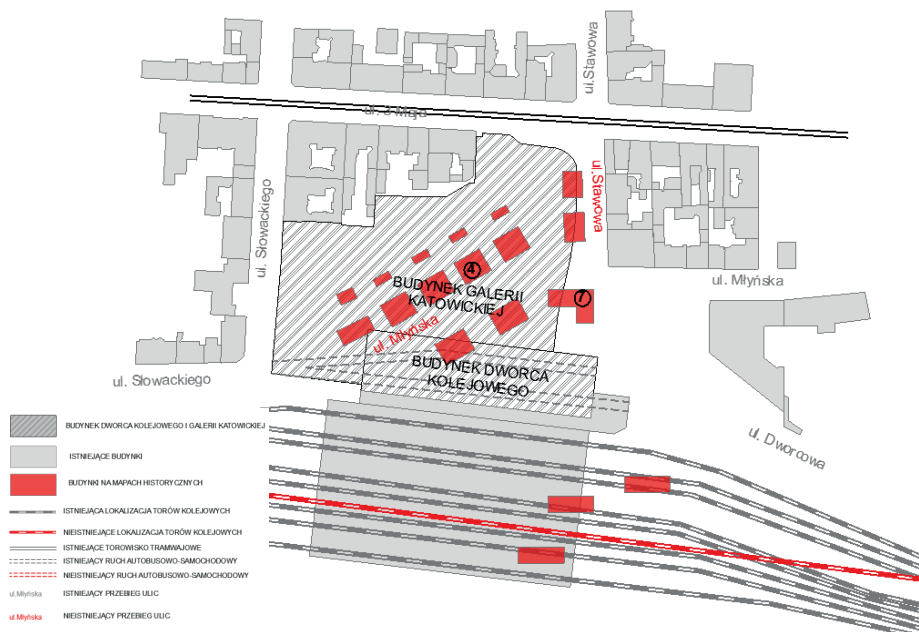 ul.Stawowa
ul. 3 Maja
ul. Słowackiego
ul.Stawowa
ul. Młyńska
4
7
BUDYNEK GALERII
KATOWICKIEJ
ul. Młyńska
BUDYNEK DWORCA
KOLEJOWEGO
ul. Słowackiego
ul. Dworcowa
BUDYNEK DWORCA KOLEJOWEGO I GALERII KATOWICKIEJ
ISTNIEJĄCE BUDYNKI
BUDYNKI NA MAPACH HISTORYCZNYCH
ISTNIEJĄCA LOKALIZACJA TORÓW KOLEJOWYCH
NIEISTNIEJĄCE LOKALIZACJA TORÓW KOLEJOWYCH
ISTNIEJĄCE TOROWISKO TRAMWAJOWE
ISTNIEJĄCY RUCH AUTOBUSOWO-SAMOCHODOWY
NIEISTNIEJĄCY RUCH AUTOBUSOWO-SAMOCHODOWY
ul.Młyńska ISTNIEJĄCY PRZEBIEG ULIC
ul.Młyńska NIEISTNIEJĄCY PRZEBIEG ULIC